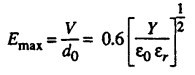 E_max = V/d_0 = 0.6 [Y/(ε_0 ε_r)]^(1/2)